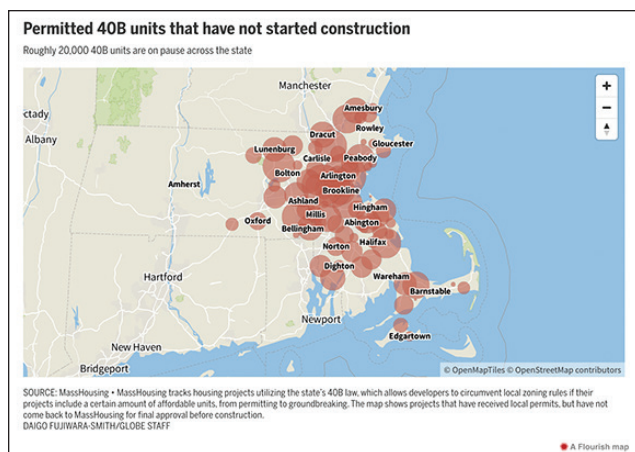 Permitted 40B units that have not started construction
Roughly 20,000 40B units are on pause across the state
Manchester
Amesbury
Rowley
Dracut
Gloucester
Lunenburg
Carlisle
Peabody
ctady
Albany
Bolton
Arlington
Amherst
Brookline
Ashland
Hingham
Oxford
Millis
Abington
Bellingham
Norton
Halifax
Dighton
Hartford
Wareham
Barnstable
Newport
New Haven
Edgartown
Bridgeport
+
−
© OpenMapTiles © OpenStreetMap contributors
SOURCE: MassHousing • MassHousing tracks housing projects utilizing the state's 40B law, which allows developers to circumvent local zoning rules if their
projects include a certain amount of affordable units, from permitting to groundbreaking. The map shows projects that have received local permits, but have not
come back to MassHousing for final approval before construction.
DAIGO FUJIWARA-SMITH/GLOBE STAFF
A Flourish map